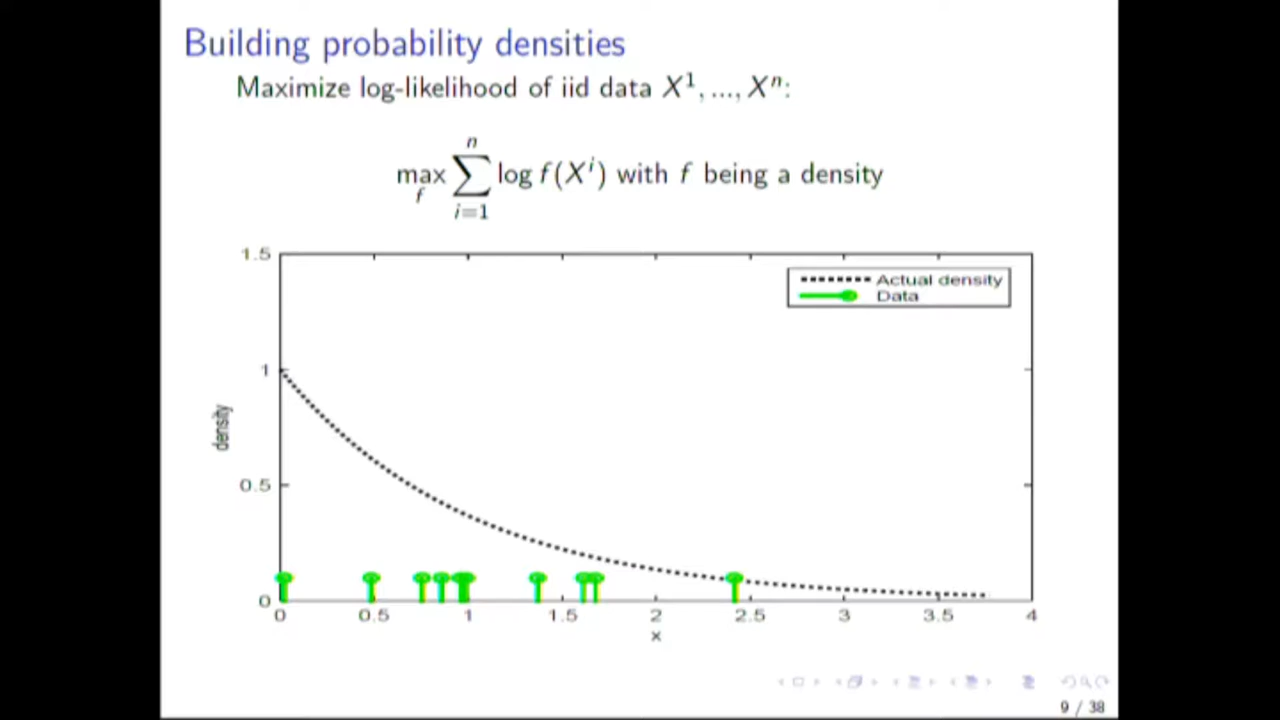 Building probability densities
Maximize log-likelihood of iid data X¹, ..., Xⁿ:
max_f ∑_{i=1}^{n} log f(Xⁱ) with f being a density
1.5
1
0.5
0
density
Actual density
Data
0 0.5 1 1.5 2 2.5 3 3.5 4
x
9 / 38